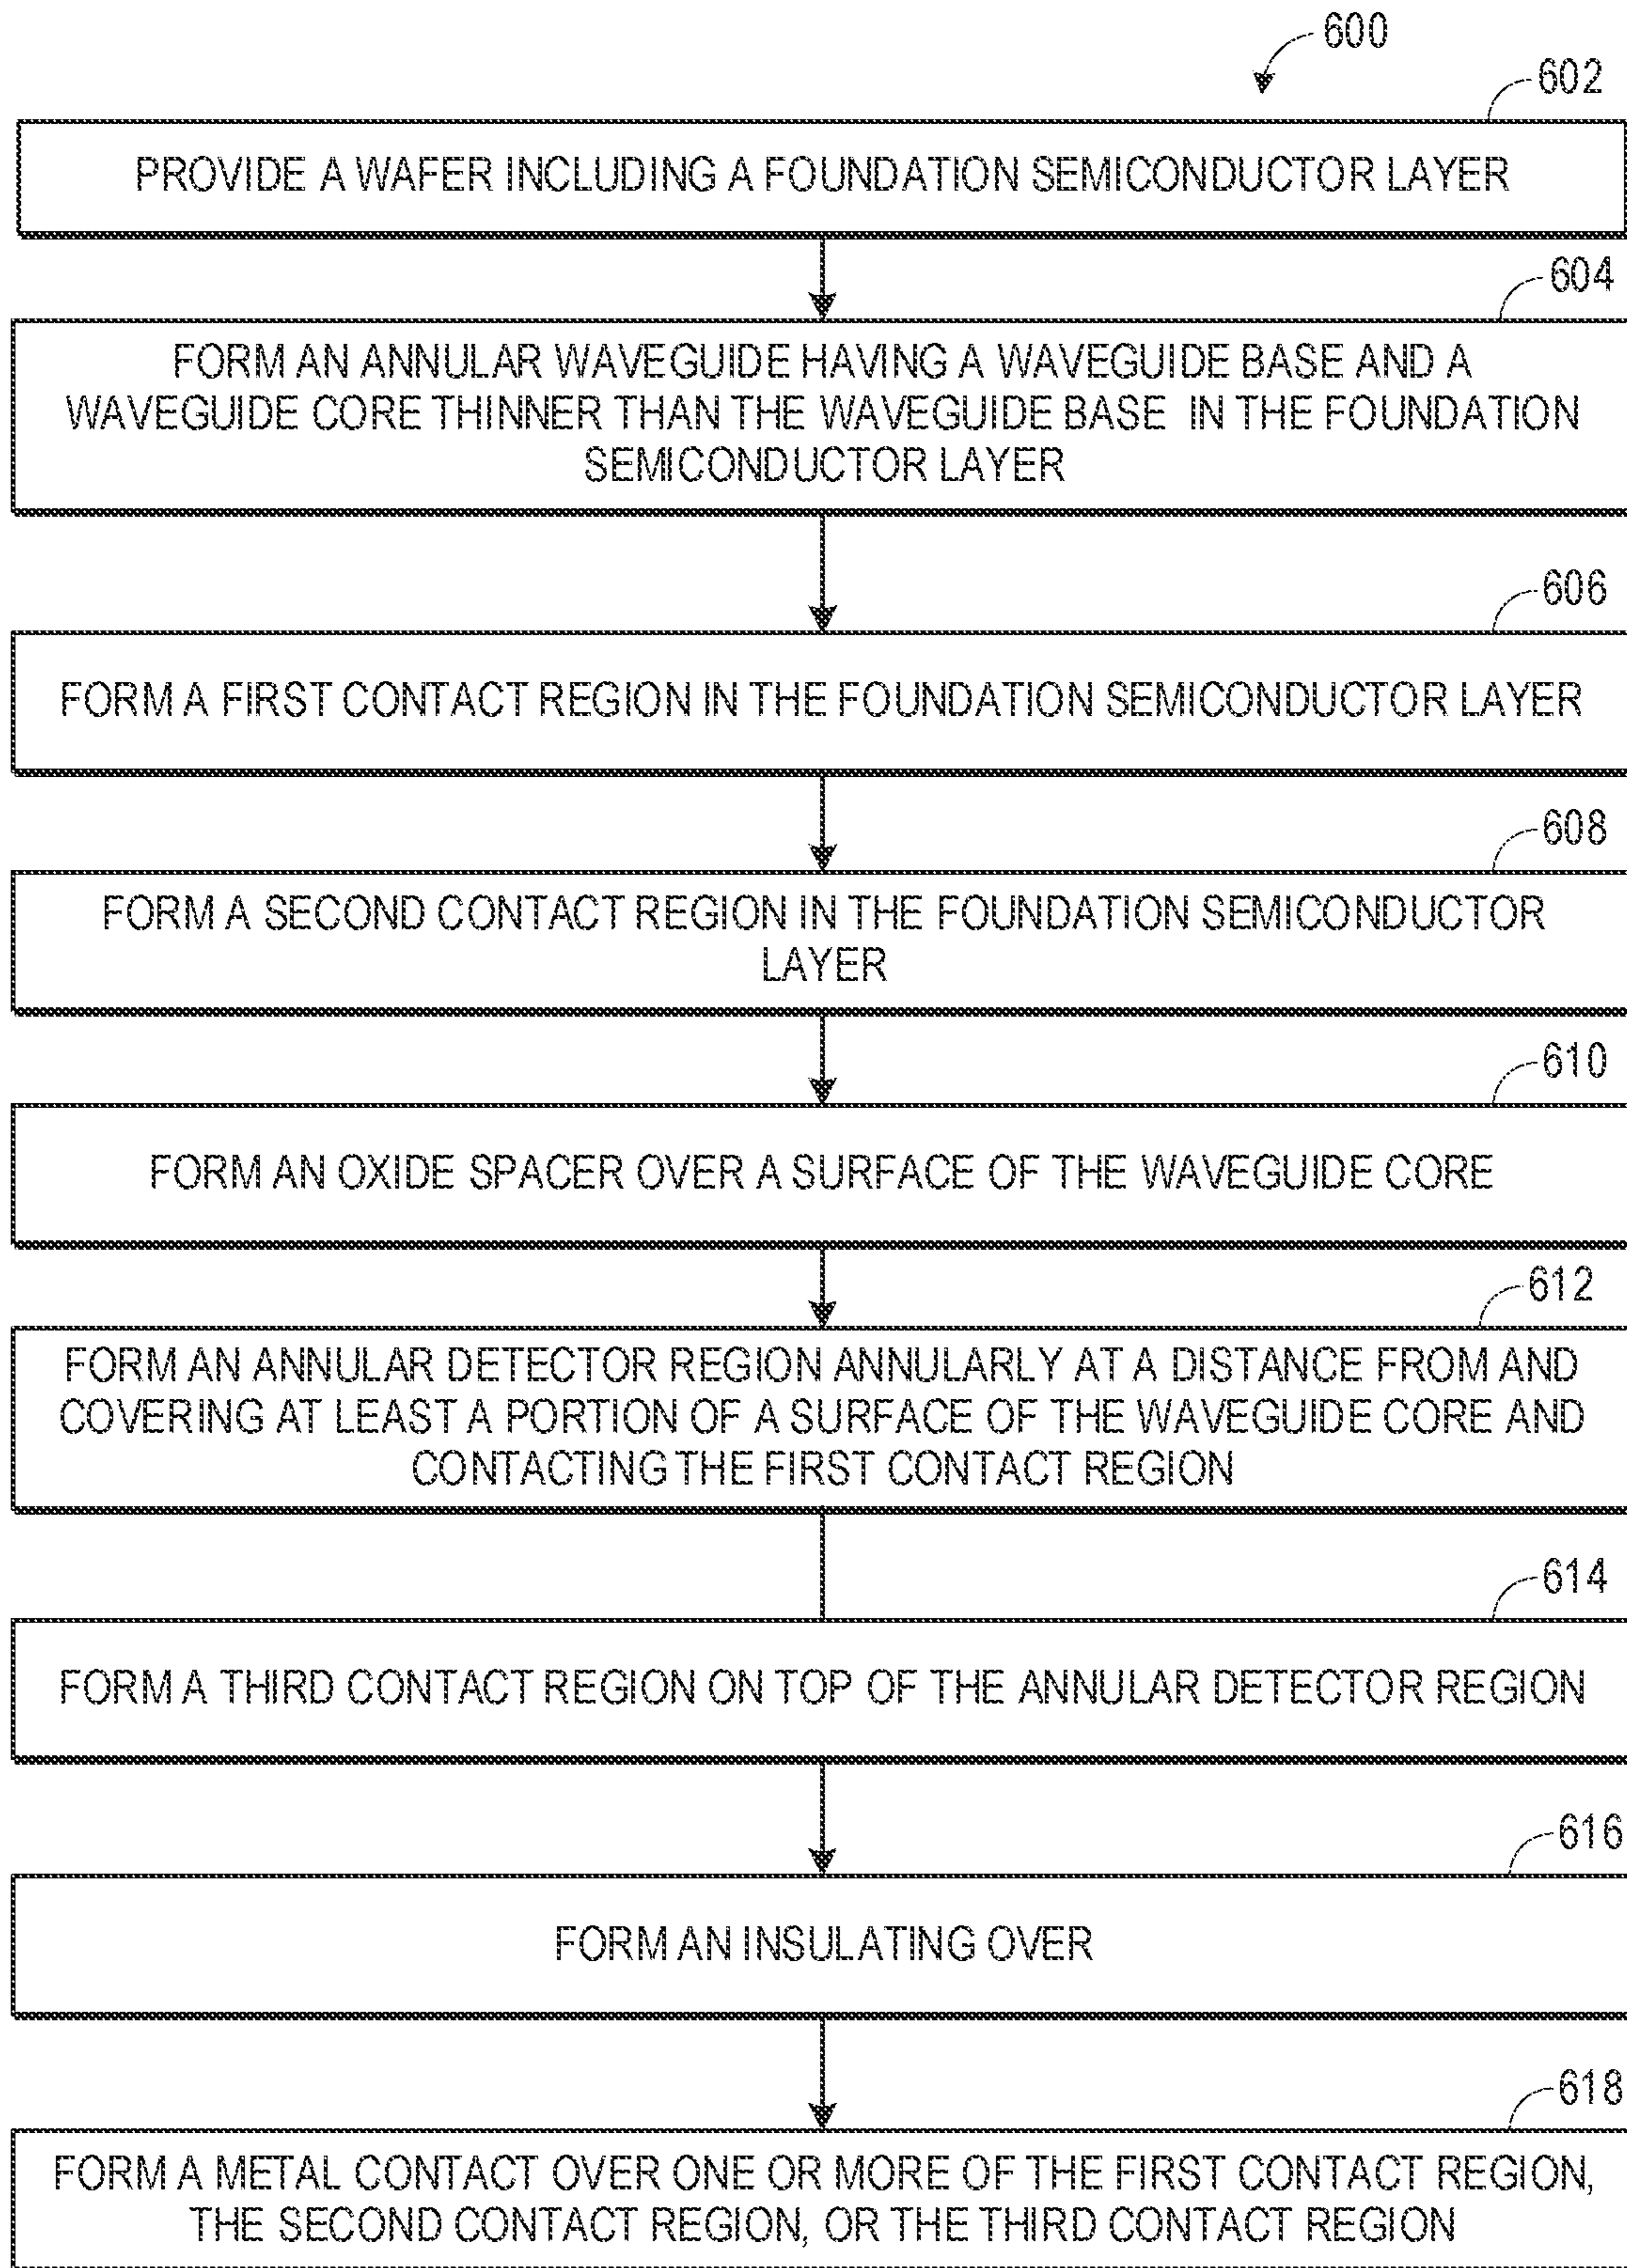 600
602
PROVIDE A WAFER INCLUDING A FOUNDATION SEMICONDUCTOR LAYER
604
FORM AN ANNULAR WAVEGUIDE HAVING A WAVEGUIDE BASE AND A
WAVEGUIDE CORE THINNER THAN THE WAVEGUIDE BASE IN THE FOUNDATION
SEMICONDUCTOR LAYER
606
FORM A FIRST CONTACT REGION IN THE FOUNDATION SEMICONDUCTOR LAYER
608
FORM A SECOND CONTACT REGION IN THE FOUNDATION SEMICONDUCTOR
LAYER
610
FORM AN OXIDE SPACER OVER A SURFACE OF THE WAVEGUIDE CORE
612
FORM AN ANNULAR DETECTOR REGION ANNULARLY AT A DISTANCE FROM AND
COVERING AT LEAST A PORTION OF A SURFACE OF THE WAVEGUIDE CORE AND
CONTACTING THE FIRST CONTACT REGION
614
FORM A THIRD CONTACT REGION ON TOP OF THE ANNULAR DETECTOR REGION
616
FORM AN INSULATING OVER
618
FORM A METAL CONTACT OVER ONE OR MORE OF THE FIRST CONTACT REGION,
THE SECOND CONTACT REGION, OR THE THIRD CONTACT REGION